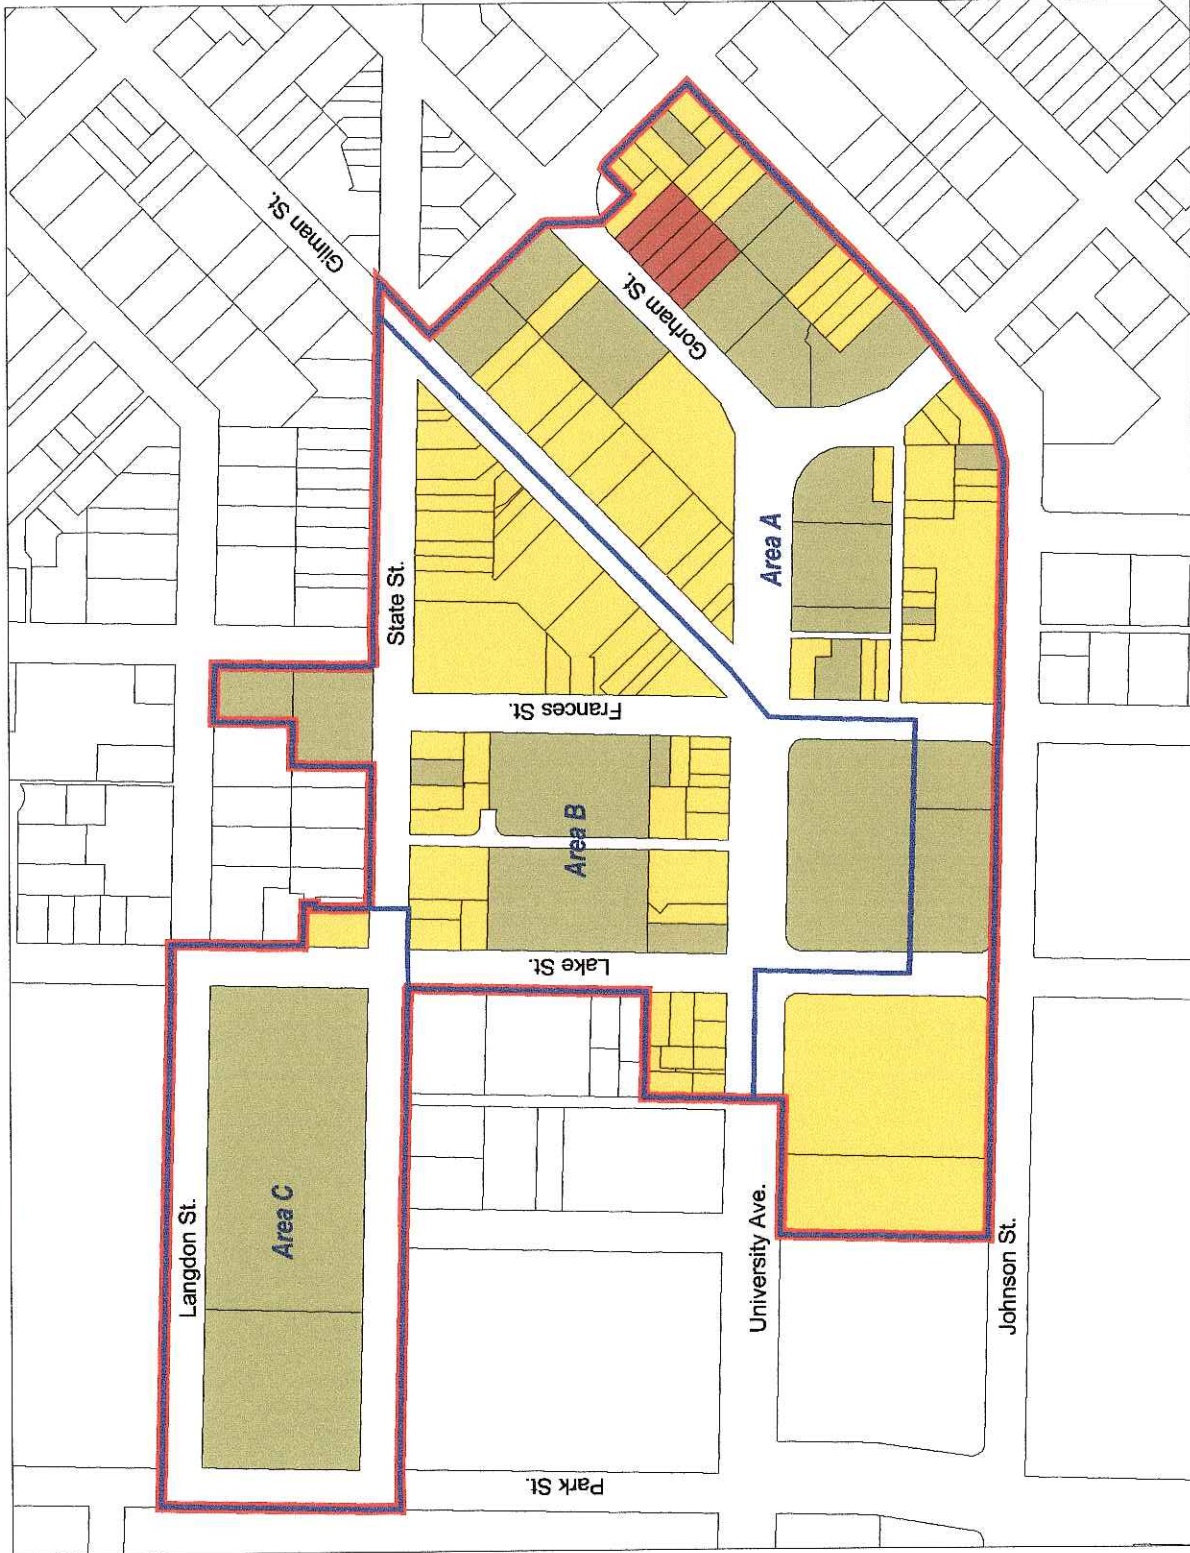 Gilman St.
Gorham St.
State St.
Area A
Frances St.
Area B
Lake St.
Langdon St.
Area C
University Ave.
Johnson St.
Park St.